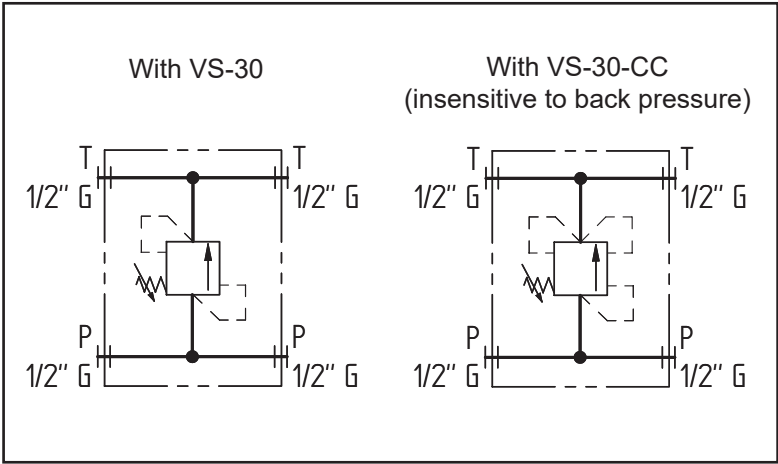 With VS-30
With VS-30-CC
(insensitive to back pressure)
T
1/2" G
T
1/2" G
P
1/2" G
P
1/2" G
T
1/2" G
T
1/2" G
P
1/2" G
P
1/2" G